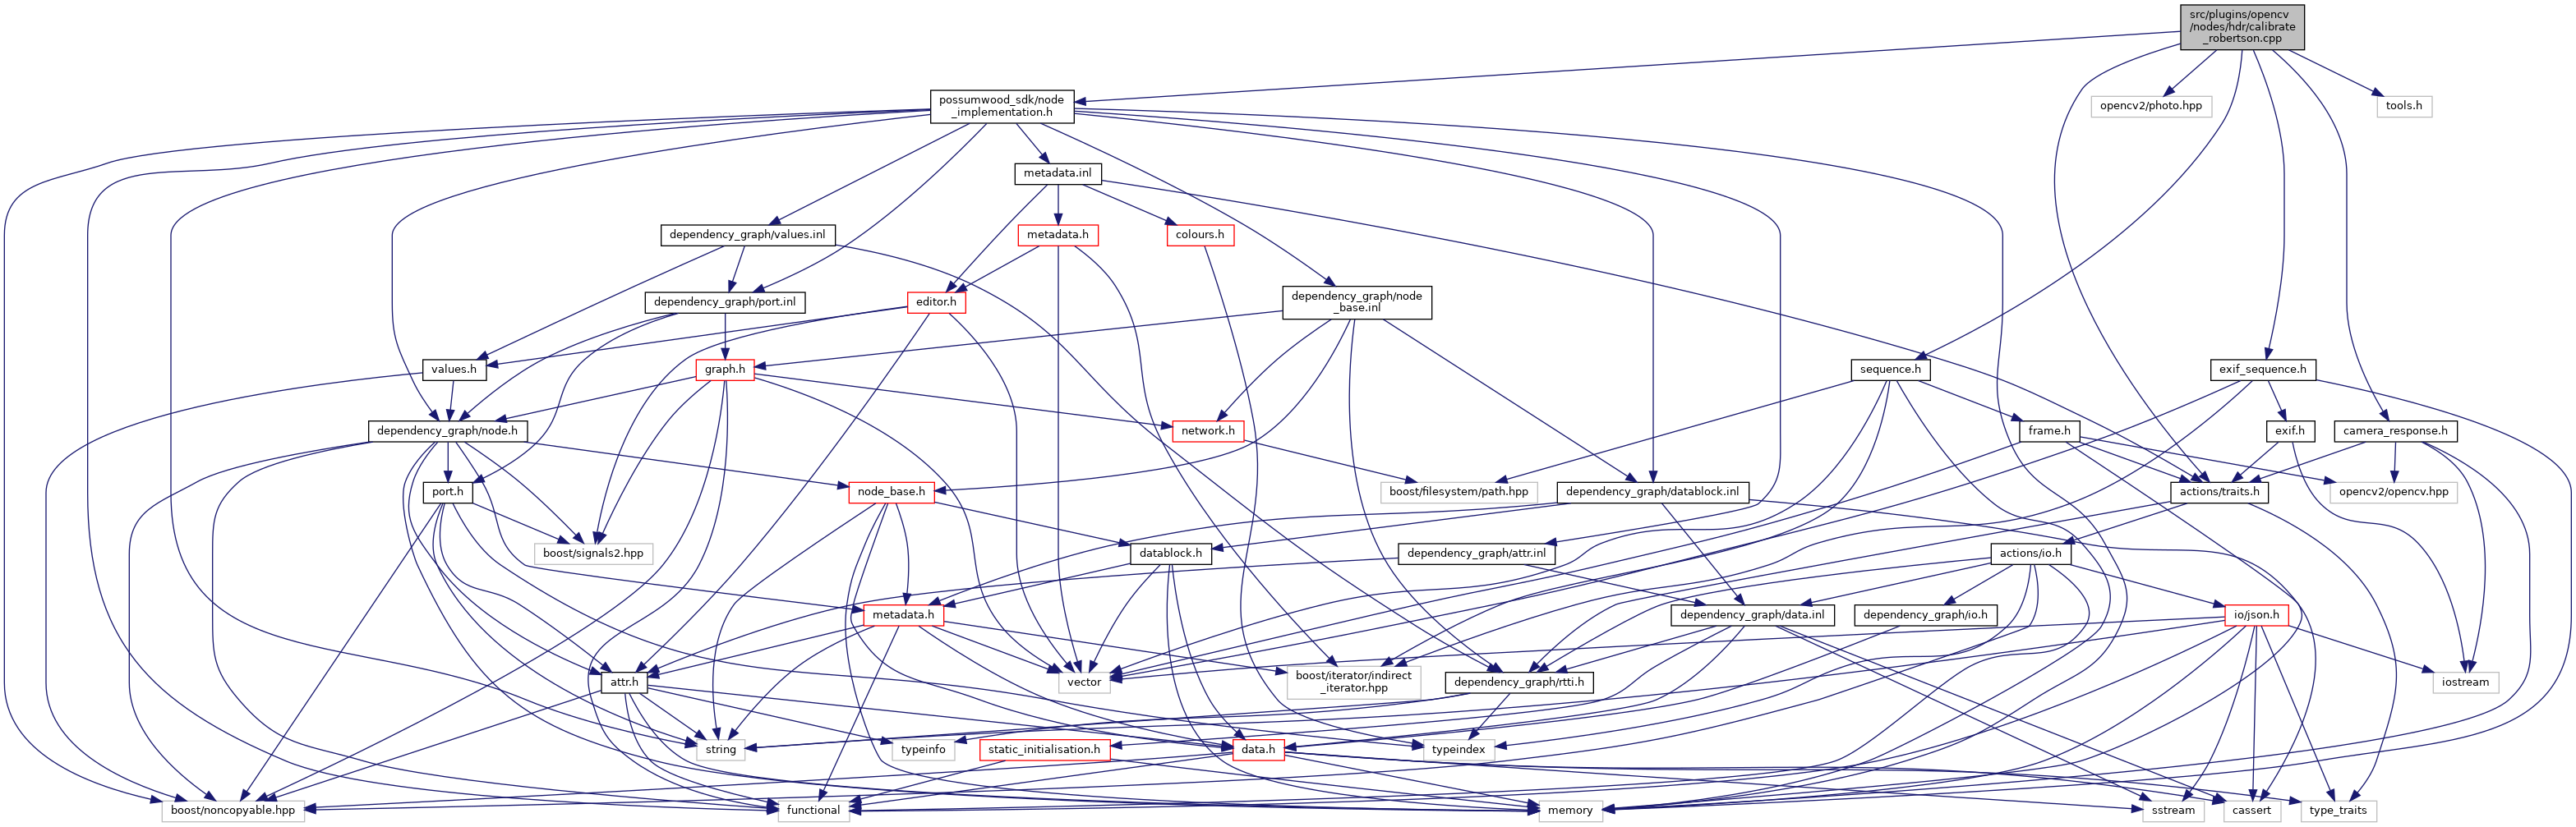 src/plugins/opencv
/nodes/hdr/calibrate
_robertson.cpp
possumwood_sdk/node
_implementation.h
opencv2/photo.hpp
tools.h
metadata.inl
dependency_graph/values.inl
metadata.h
colours.h
dependency_graph/port.inl
editor.h
dependency_graph/node
_base.inl
values.h
graph.h
sequence.h
exif_sequence.h
dependency_graph/node.h
network.h
frame.h
exif.h
camera_response.h
port.h
node_base.h
boost/filesystem/path.hpp
dependency_graph/datablock.inl
actions/traits.h
opencv2/opencv.hpp
boost/signals2.hpp
datablock.h
dependency_graph/attr.inl
actions/io.h
metadata.h
dependency_graph/data.inl
dependency_graph/io.h
io/json.h
attr.h
vector
boost/iterator/indirect
_iterator.hpp
dependency_graph/rtti.h
iostream
string
typeinfo
static_initialisation.h
data.h
typeindex
boost/noncopyable.hpp
functional
memory
sstream
cassert
type_traits